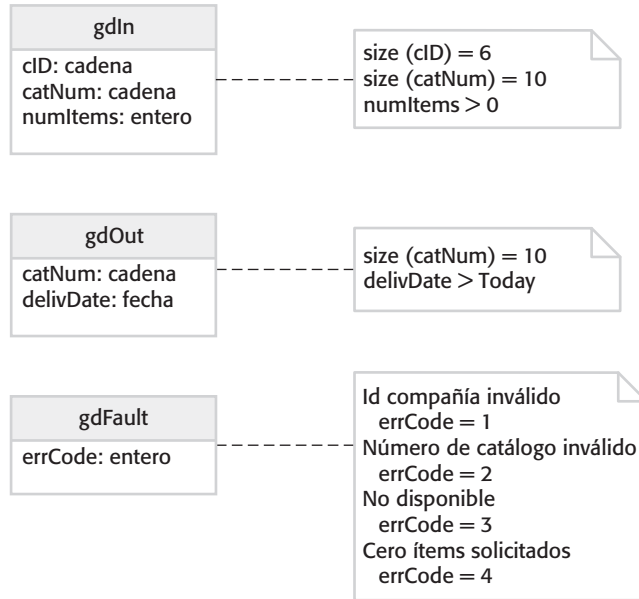 gdIn
cID: cadena
catNum: cadena
numItems: entero
size (cID) = 6
size (catNum) = 10
numItems > 0
gdOut
catNum: cadena
delivDate: fecha
size (catNum) = 10
delivDate > Today
gdFault
errCode: entero
Id compañía inválido
errCode = 1
Número de catálogo inválido
errCode = 2
No disponible
errCode = 3
Cero ítems solicitados
errCode = 4